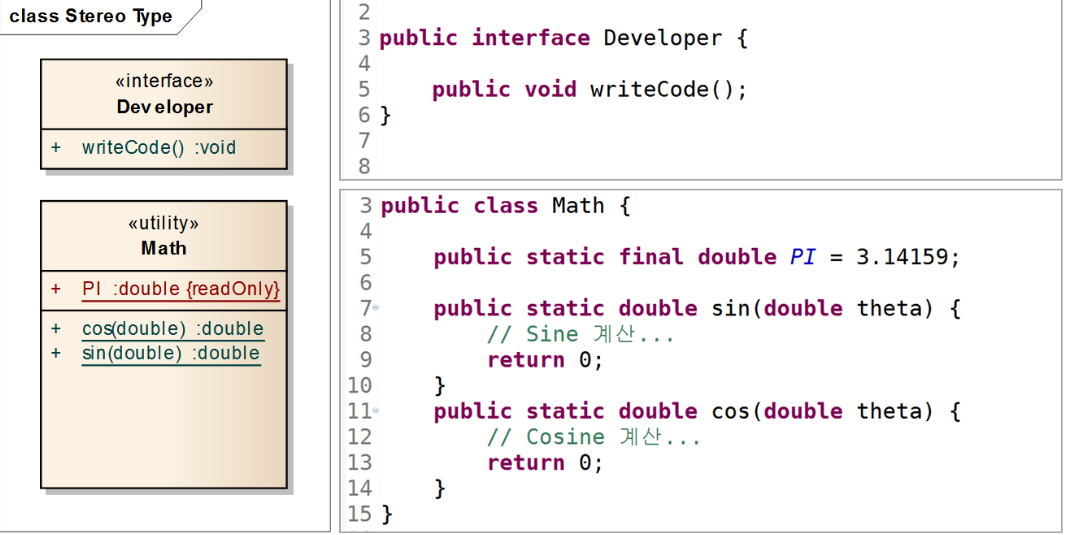 class Stereo Type
«interface»
Developer
+ writeCode() :void
«utility»
Math
+ PI :double {readOnly}
+ cos(double) :double
+ sin(double) :double
2
3 public interface Developer {
4
5 public void writeCode();
6 }
7
8
3 public class Math {
4
5 public static final double PI = 3.14159;
6
7 public static double sin(double theta) {
8 // Sine 계산...
9 return 0;
10 }
11 public static double cos(double theta) {
12 // Cosine 계산...
13 return 0;
14 }
15 }